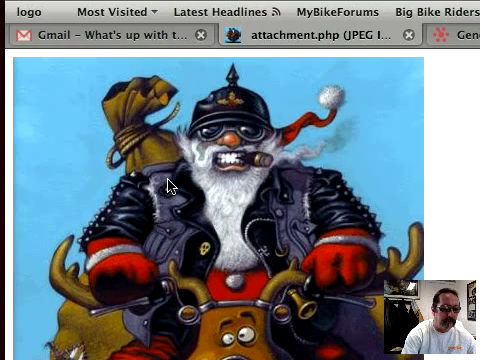 logo Most Visited Latest Headlines MyBikeForums Big Bike Riders
Gmail - What's up with t... attachment.php (JPEG I... Gen